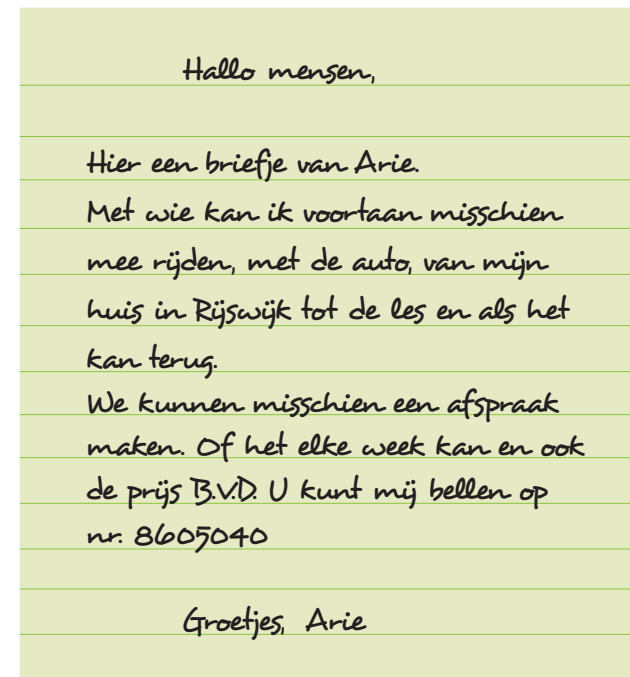 Hallo mensen,
Hier een briefje van Arie.
Met wie kan ik voortaan misschien
mee rijden, met de auto, van mijn
huis in Rijswijk tot de les en als het
kan terug.
We kunnen misschien een afspraak
maken. Of het elke week kan en ook
de prijs B.V.D. U kunt mij bellen op
nr. 8605040
Groetjes, Arie